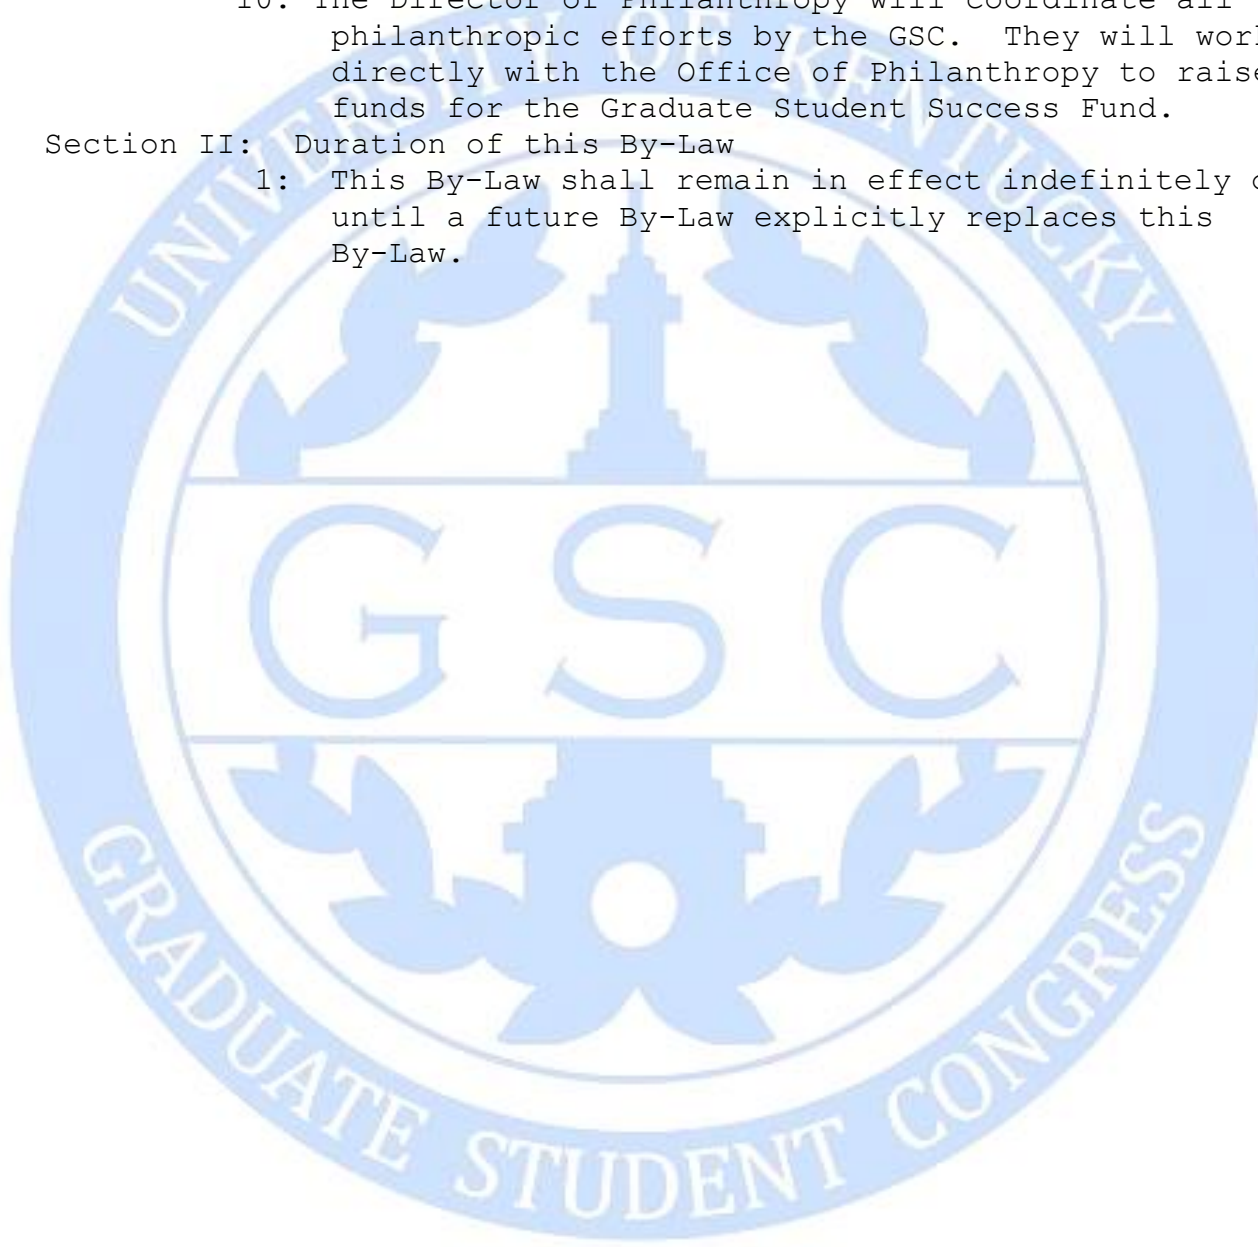 10: The Director of Philanthropy will coordinate all
philanthropic efforts by the GSC.  They will work
directly with the Office of Philanthropy to raise
funds for the Graduate Student Success Fund.
Section II:  Duration of this By-Law
1:  This By-Law shall remain in effect indefinitely
until a future By-Law explicitly replaces this
By-Law.
UNIVERSITY OF KENTUCKY
GSC
GRADUATE STUDENT CONGRESS